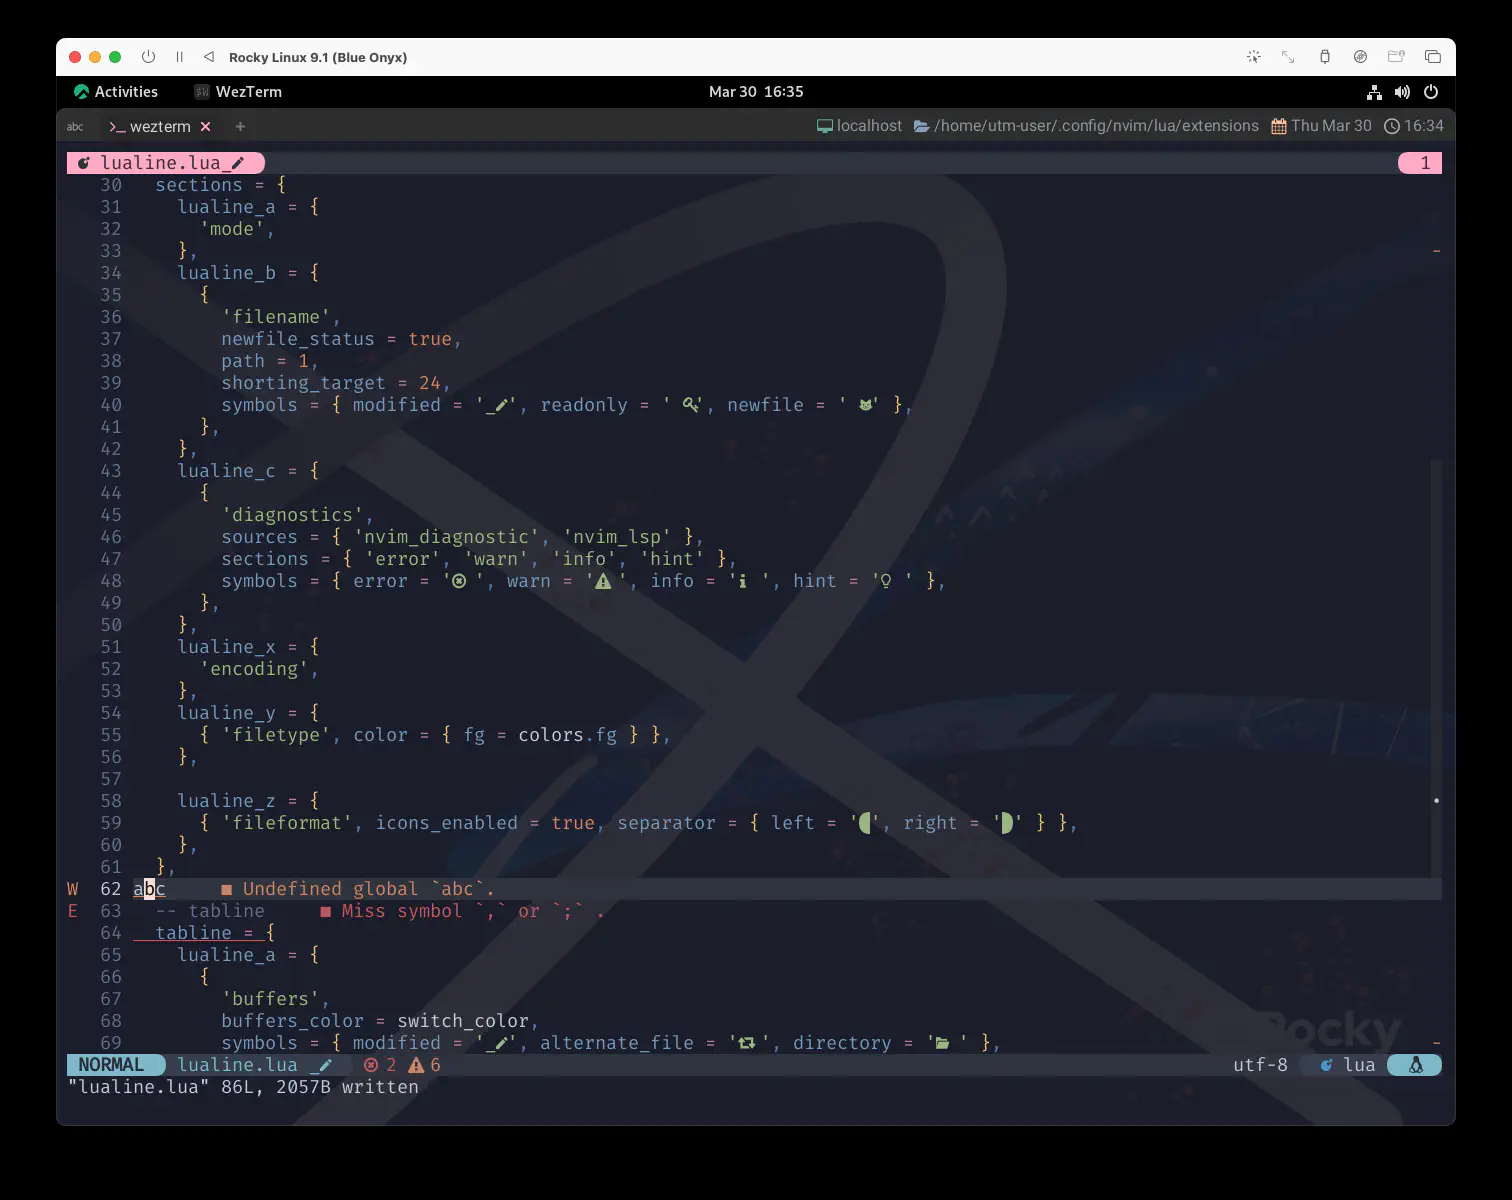 Rocky Linux 9.1 (Blue Onyx)
Activities $W WezTerm Mar 30 16:35
abc >_ wezterm × + localhost /home/utm-user/.config/nvim/lua/extensions Thu Mar 30 16:34
lualine.lua_ 1
30 sections = {
31 lualine_a = {
32 'mode',
33 },
34 lualine_b = {
35 {
36 'filename',
37 newfile_status = true,
38 path = 1,
39 shorting_target = 24,
40 symbols = { modified = '_', readonly = ' ', newfile = ' ' },
41 },
42 },
43 lualine_c = {
44 {
45 'diagnostics',
46 sources = { 'nvim_diagnostic', 'nvim_lsp' },
47 sections = { 'error', 'warn', 'info', 'hint' },
48 symbols = { error = ' ', warn = ' ', info = ' ', hint = ' ' },
49 },
50 },
51 lualine_x = {
52 'encoding',
53 },
54 lualine_y = {
55 { 'filetype', color = { fg = colors.fg } },
56 },
57
58 lualine_z = {
59 { 'fileformat', icons_enabled = true, separator = { left = '', right = '' } },
60 },
61 },
W 62 abc ■ Undefined global `abc`.
E 63 -- tabline ■ Miss symbol `,` or `;` .
64 tabline = {
65 lualine_a = {
66 {
67 'buffers',
68 buffers_color = switch_color,
69 symbols = { modified = '_', alternate_file = ' ', directory = ' ' },
Rocky
NORMAL lualine.lua _ 2 6 utf-8 lua
"lualine.lua" 86L, 2057B written